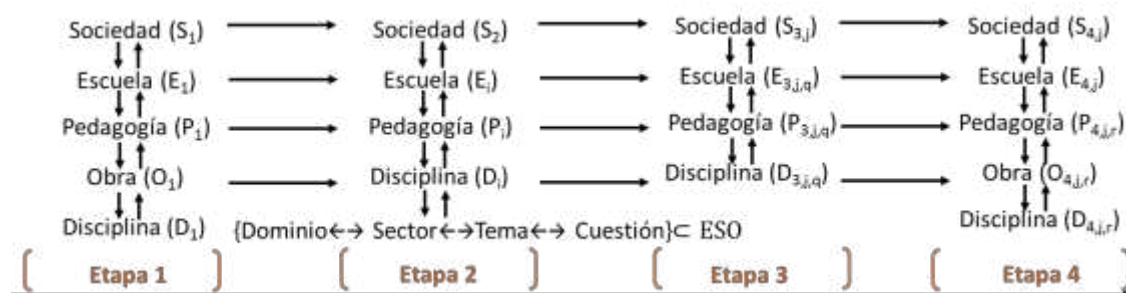 Sociedad (S₁) Sociedad (S₂) Sociedad (S₃,ⱼ) Sociedad (S₄,ⱼ)
Escuela (E₁) Escuela (Eᵢ) Escuela (E₃,ⱼ,q) Escuela (E₄,ⱼ)
Pedagogía (P₁) Pedagogía (Pᵢ) Pedagogía (P₃,ⱼ,q) Pedagogía (P₄,ⱼ,ᵣ)
Obra (O₁) Disciplina (Dᵢ) Disciplina (D₃,ⱼ,q) Obra (O₄,ⱼ,ᵣ)
Disciplina (D₁) {Dominio↔ Sector↔Tema↔ Cuestión}⊂ ESO Disciplina (D₄,ⱼ,ᵣ)
Etapa 1 Etapa 2 Etapa 3 Etapa 4